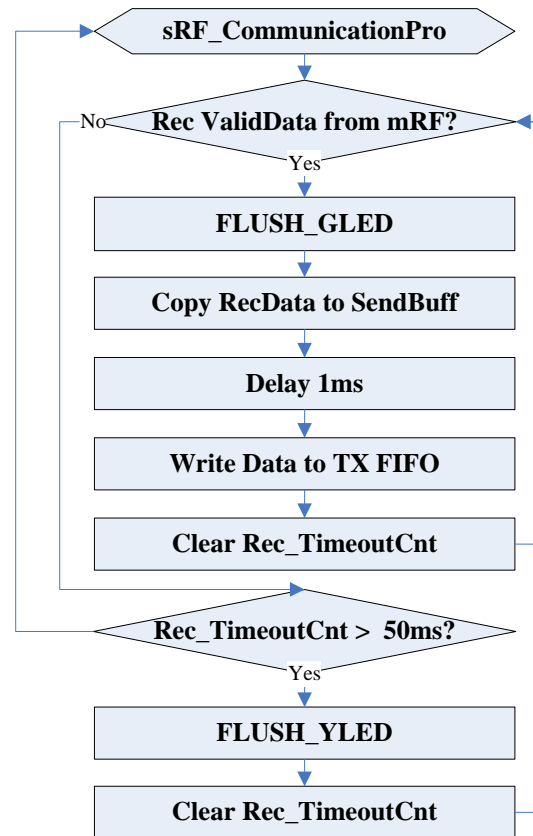 sRF_CommunicationPro
No
Rec ValidData from mRF?
Yes
FLUSH_GLED
Copy RecData to SendBuff
Delay 1ms
Write Data to TX FIFO
Clear Rec_TimeoutCnt
Rec_TimeoutCnt > 50ms?
Yes
FLUSH_YLED
Clear Rec_TimeoutCnt